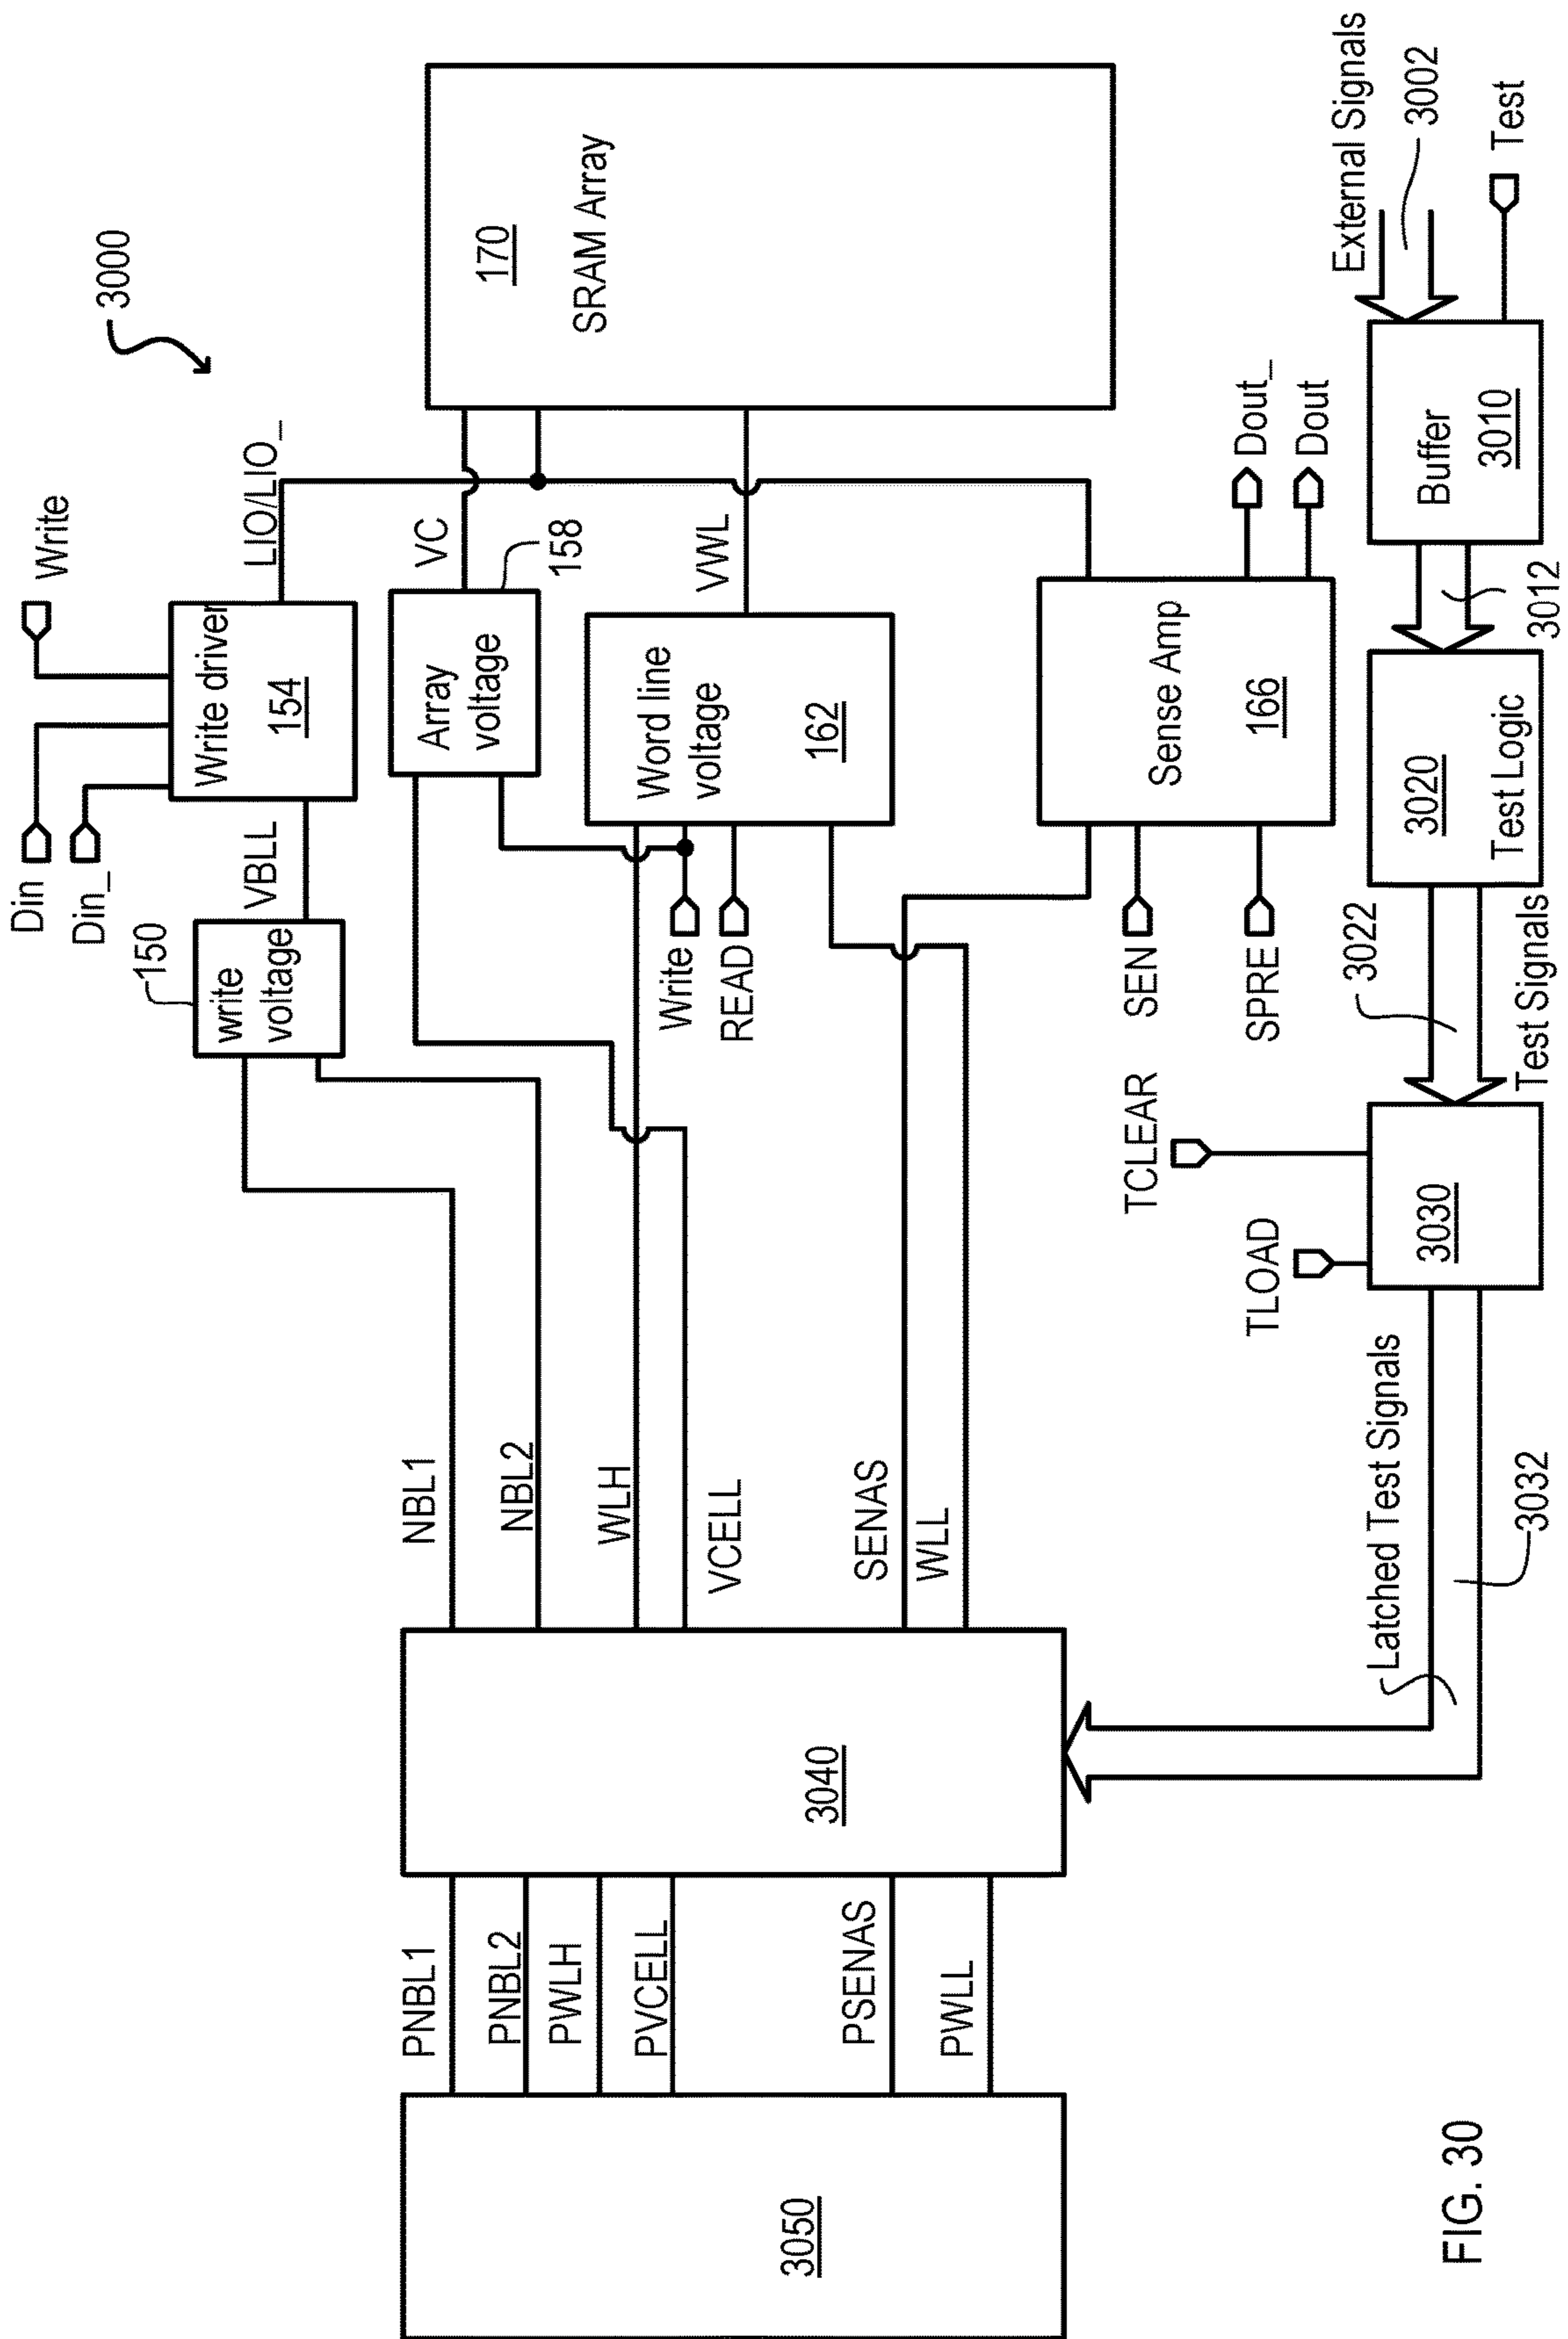 3000
Din
Din_
Write
150
write
voltage
VBLL
Write driver
154
LIO/LIO_
NBL1
NBL2
Array
voltage
158
VC
170
SRAM Array
PNBL1
PNBL2
PWLH
PVCELL
PSENAS
PWLL
3050
3040
WLH
VCELL
SENAS
WLL
Write
READ
Word line
voltage
162
VWL
SEN
SPRE
Sense Amp
166
Dout_
Dout
TLOAD
TCLEAR
Latched Test Signals
3032
3030
3022
Test Signals
3020
Test Logic
3012
Buffer
3010
External Signals
3002
Test
FIG. 30